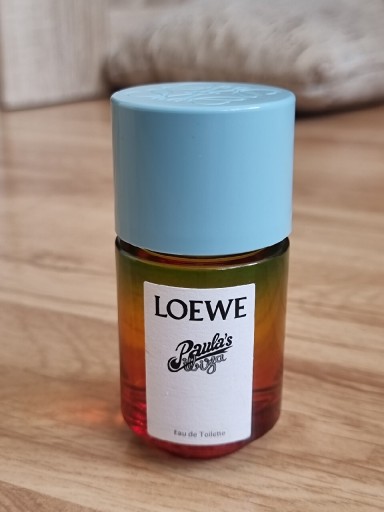 LOEWE
Paula's
Ibiza
Eau de Toilette